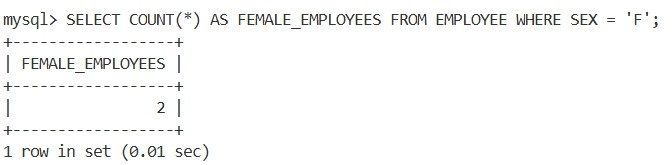 mysql> SELECT COUNT(*) AS FEMALE_EMPLOYEES FROM EMPLOYEE WHERE SEX = 'F';
+------------------+
| FEMALE_EMPLOYEES |
+------------------+
|                2 |
+------------------+
1 row in set (0.01 sec)